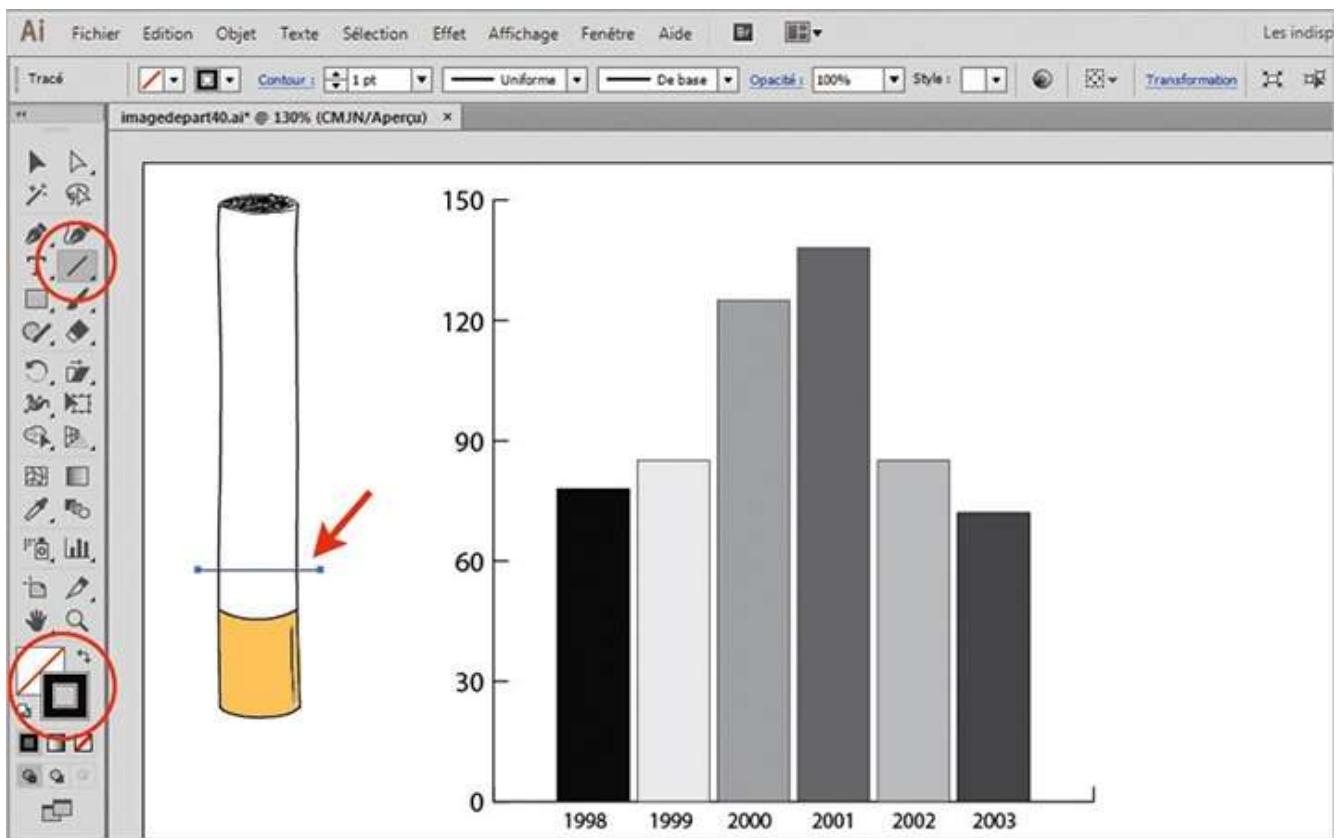 Ai Fichier Edition Objet Texte Sélection Effet Affichage Fenêtre Aide Br Les indisp
Tracé Contour : 1 pt Uniforme De base Opacité : 100% Style : Transformation
imagedepart40.ai* @ 130% (CMJN/Aperçu) ×
150
120
90
60
30
0
1998 1999 2000 2001 2002 2003